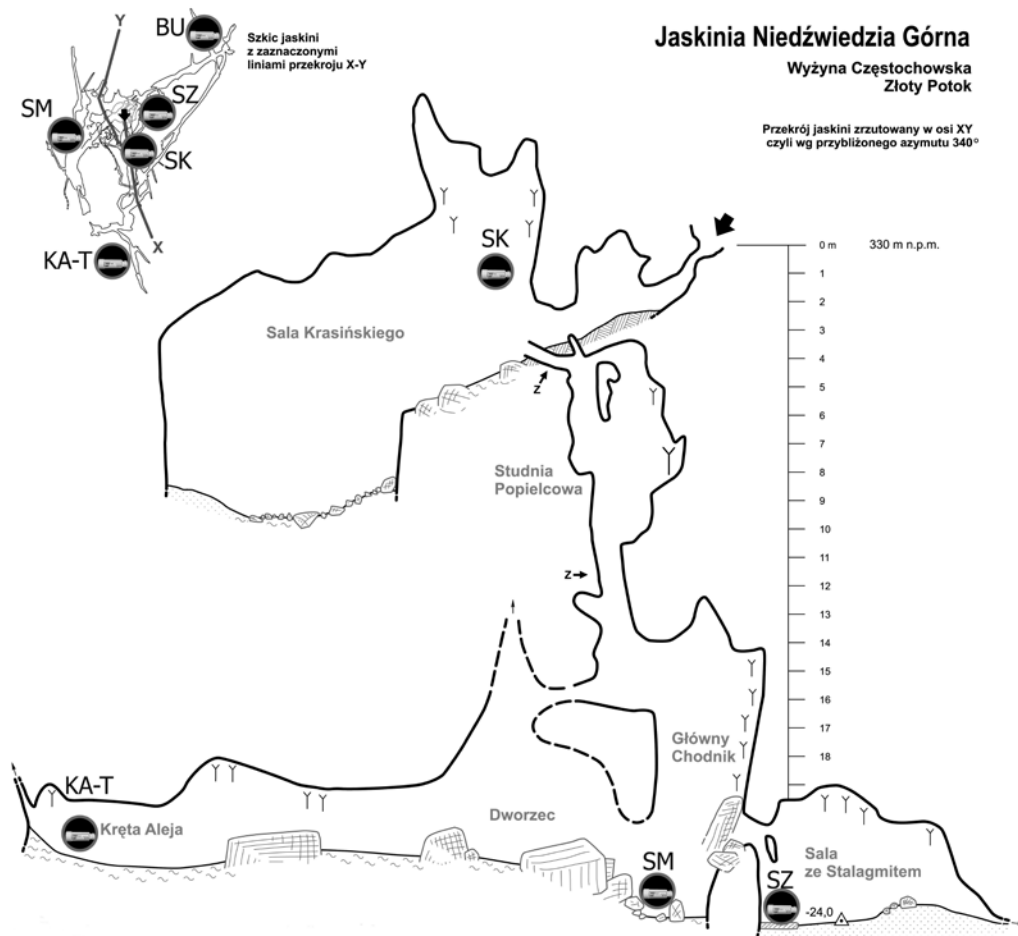 Y
BU
Szkic jaskini
z zaznaczonymi
liniami przekroju X-Y
SZ
SM
SK
X
KA-T
Jaskinia Niedźwiedzia Górna
Wyżyna Częstochowska
Złoty Potok
Przekrój jaskini zrzutowany w osi XY
czyli wg przybliżonego azymutu 340°
SK
0 m 330 m n.p.m.
1
2
3
4
5
6
7
8
9
10
11
12
13
14
15
16
17
18
Sala Krasińskiego
z
Studnia
Popielcowa
z
Główny
Chodnik
KA-T
Kręta Aleja
Dworzec
SM
SZ
Sala
ze Stalagmitem
-24,0